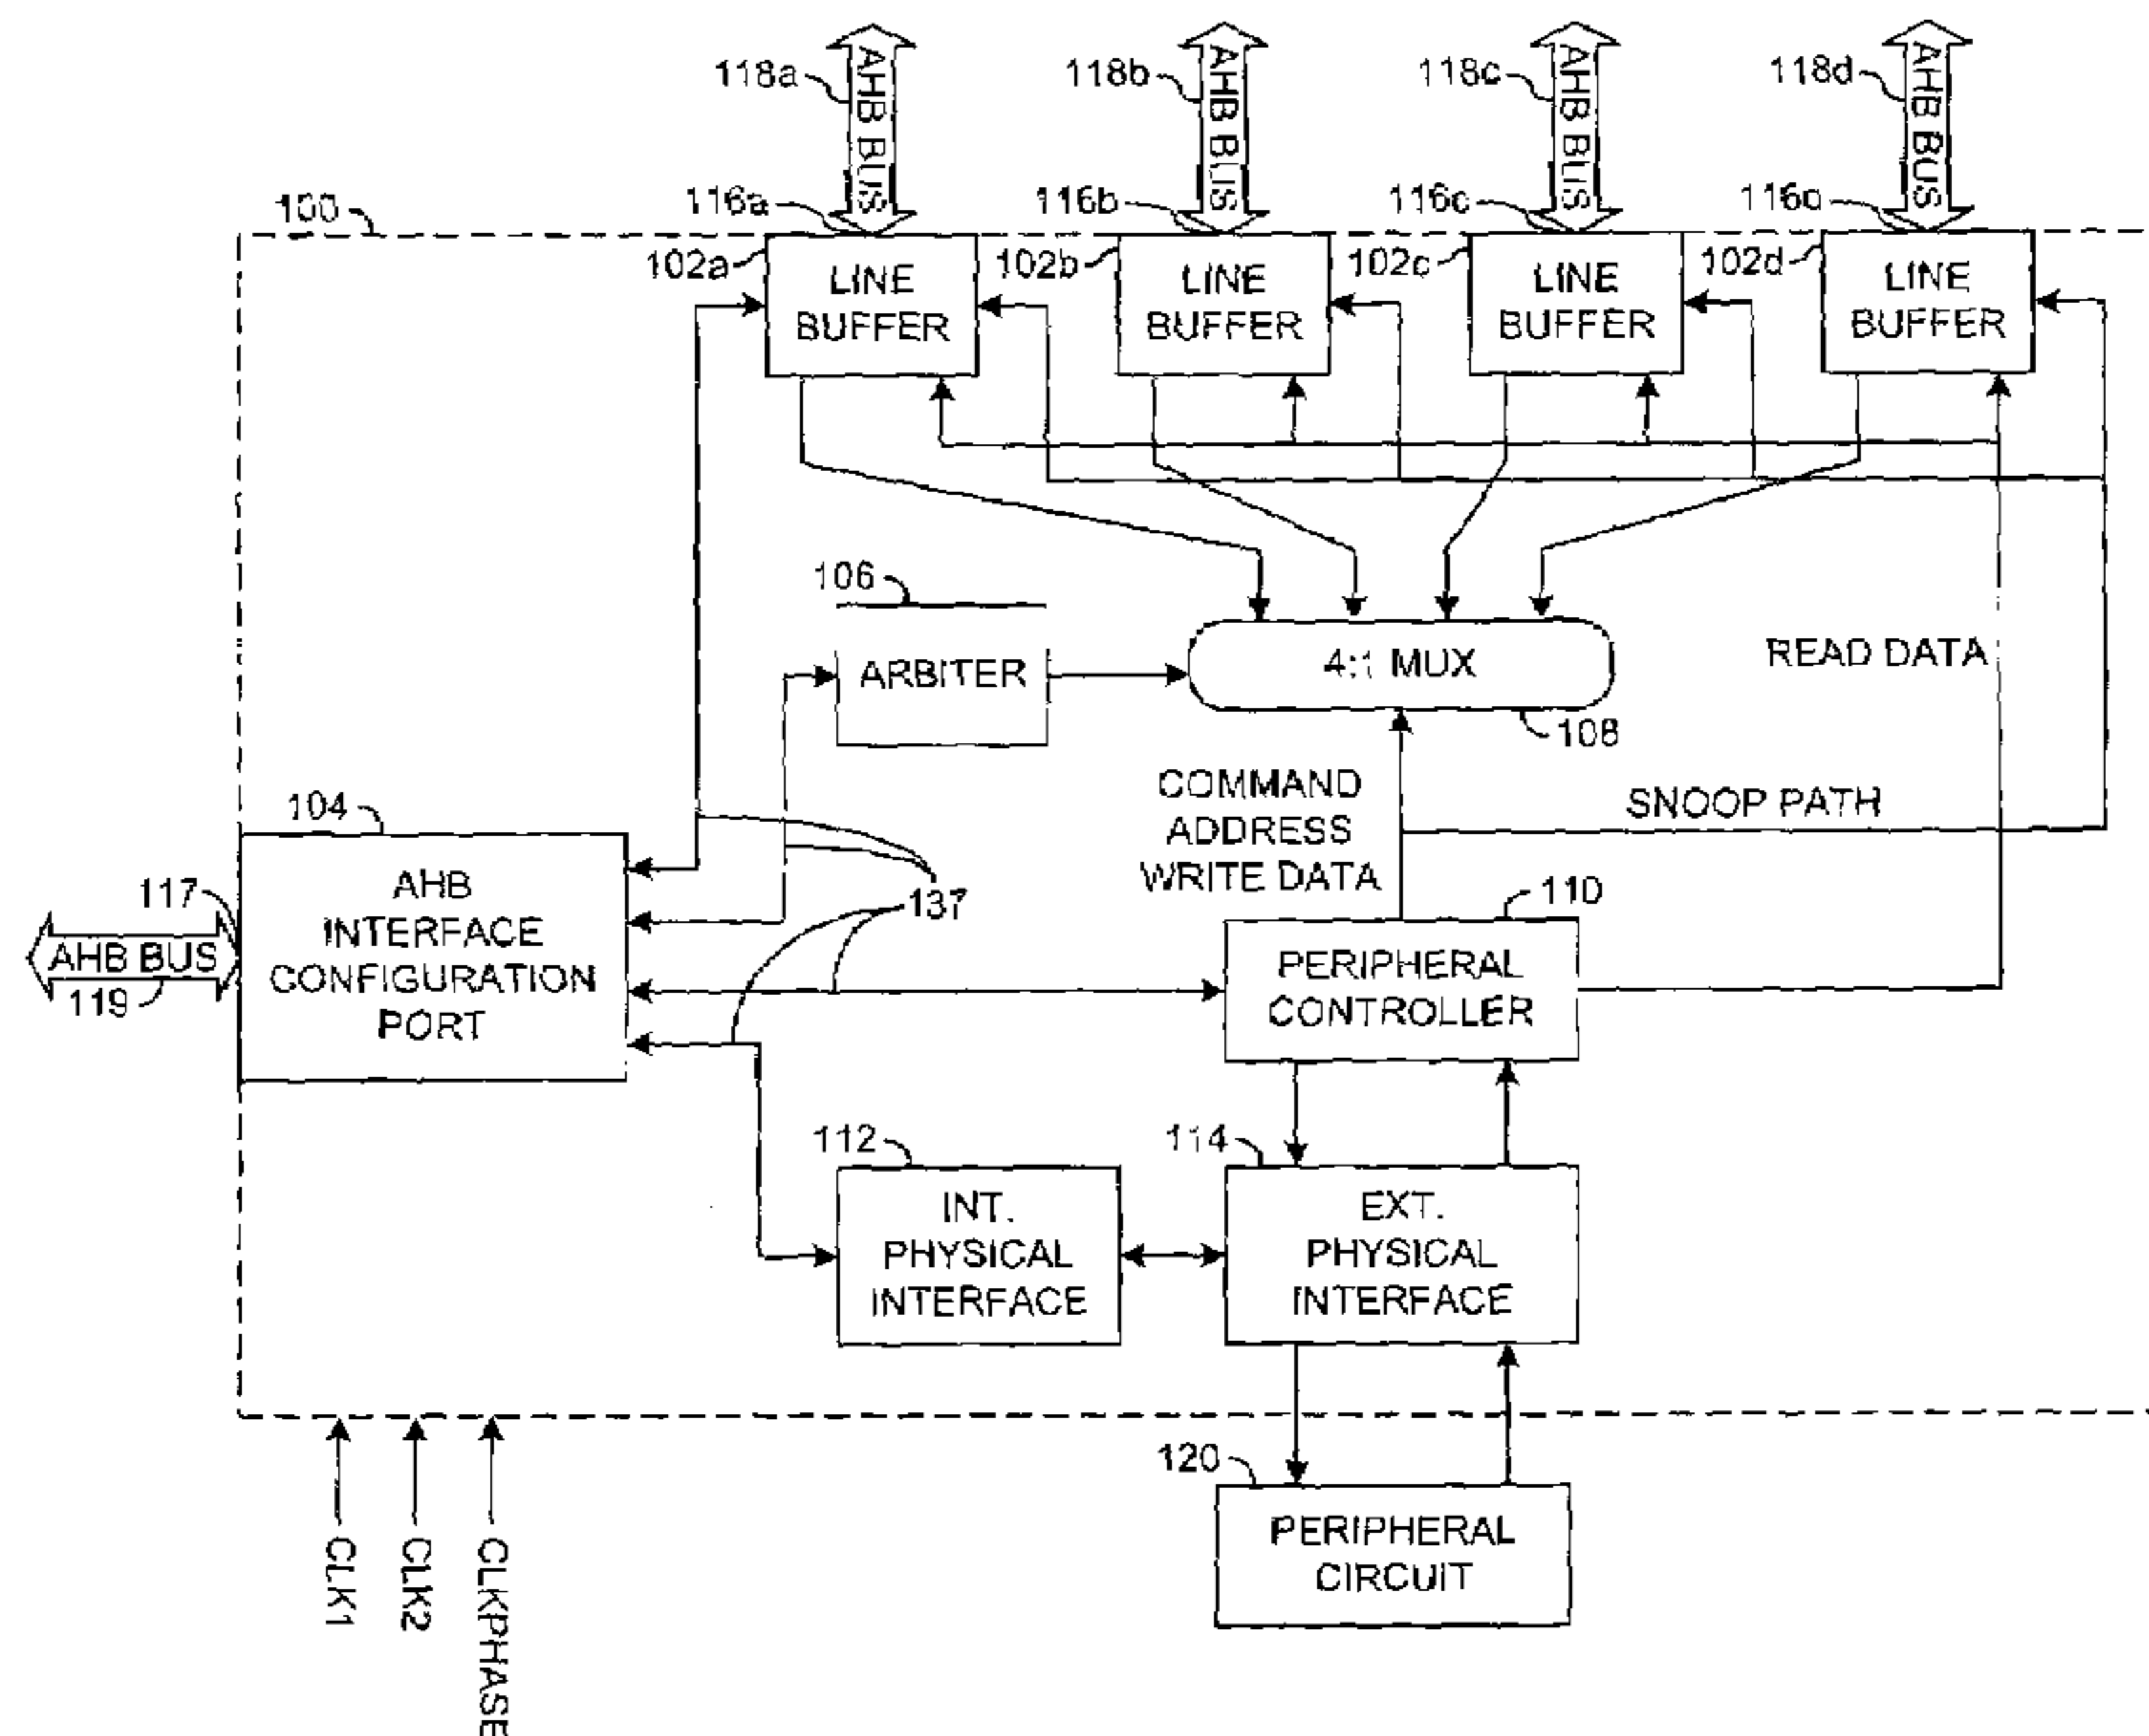 118a
AHB BUS
118b
AHB BUS
118c
AHB BUS
118d
AHB BUS
100
116a
116b
116c
116d
102a
LINE
BUFFER
102b
LINE
BUFFER
102c
LINE
BUFFER
102d
LINE
BUFFER
106
ARBITER
4:1 MUX
108
READ DATA
COMMAND
ADDRESS
WRITE DATA
SNOOP PATH
104
AHB
INTERFACE
CONFIGURATION
PORT
117
AHB BUS
119
137
110
PERIPHERAL
CONTROLLER
112
INT.
PHYSICAL
INTERFACE
114
EXT.
PHYSICAL
INTERFACE
120
PERIPHERAL
CIRCUIT
CLK1
CLK2
CLKPHASE